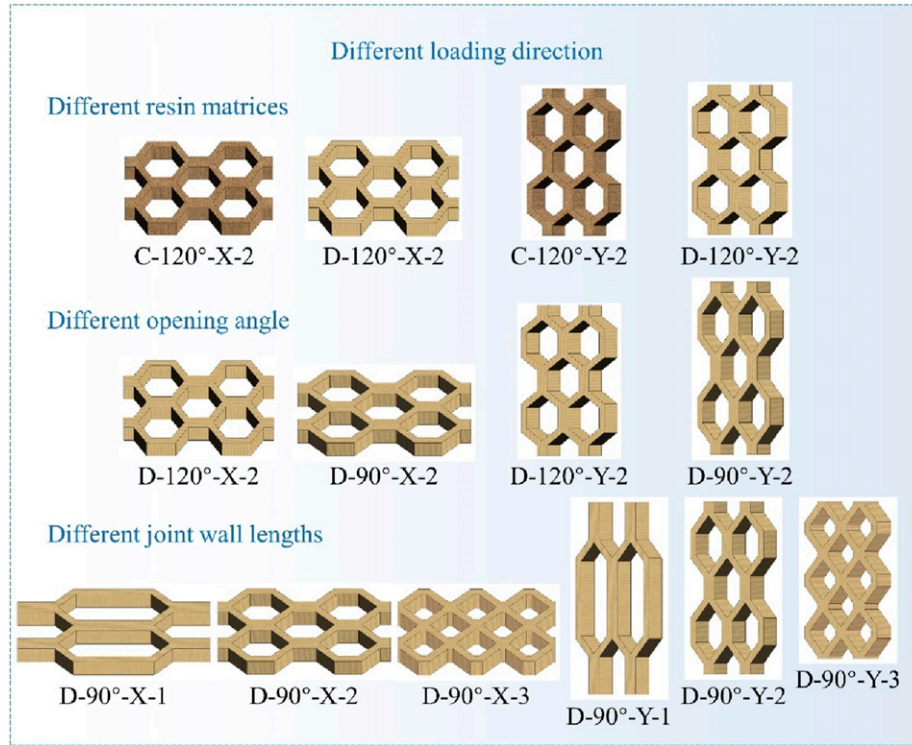 Different loading direction
Different resin matrices
C-120°-X-2
D-120°-X-2
C-120°-Y-2
D-120°-Y-2
Different opening angle
D-120°-X-2
D-90°-X-2
D-120°-Y-2
D-90°-Y-2
Different joint wall lengths
D-90°-X-1
D-90°-X-2
D-90°-X-3
D-90°-Y-1
D-90°-Y-2
D-90°-Y-3